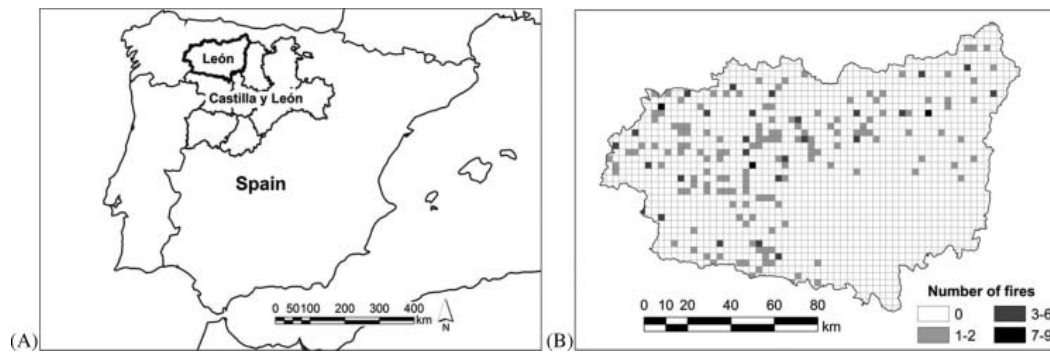 León
Castilla y León
Spain
0 50 100 200 300 400
km
N
(A)
0 10 20 40 60 80
km
Number of fires
0
3-6
1-2
7-9
(B)